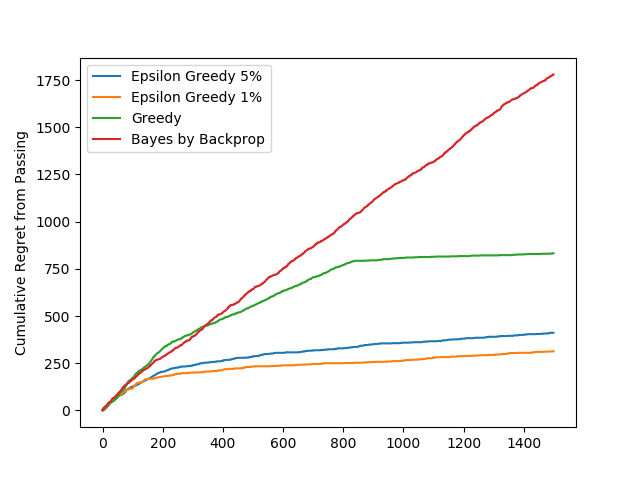 Epsilon Greedy 5%
Epsilon Greedy 1%
Greedy
Bayes by Backprop
Cumulative Regret from Passing
1750
1500
1250
1000
750
500
250
0
0 200 400 600 800 1000 1200 1400